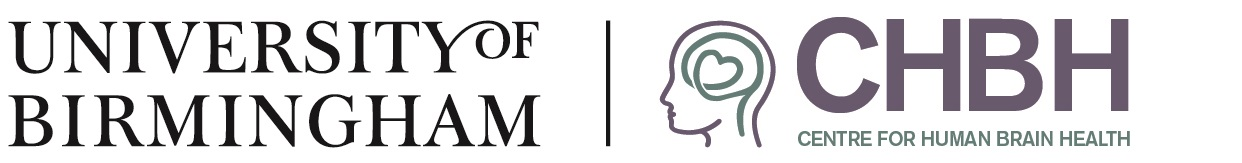 UNIVERSITY OF
BIRMINGHAM
CHBH
CENTRE FOR HUMAN BRAIN HEALTH